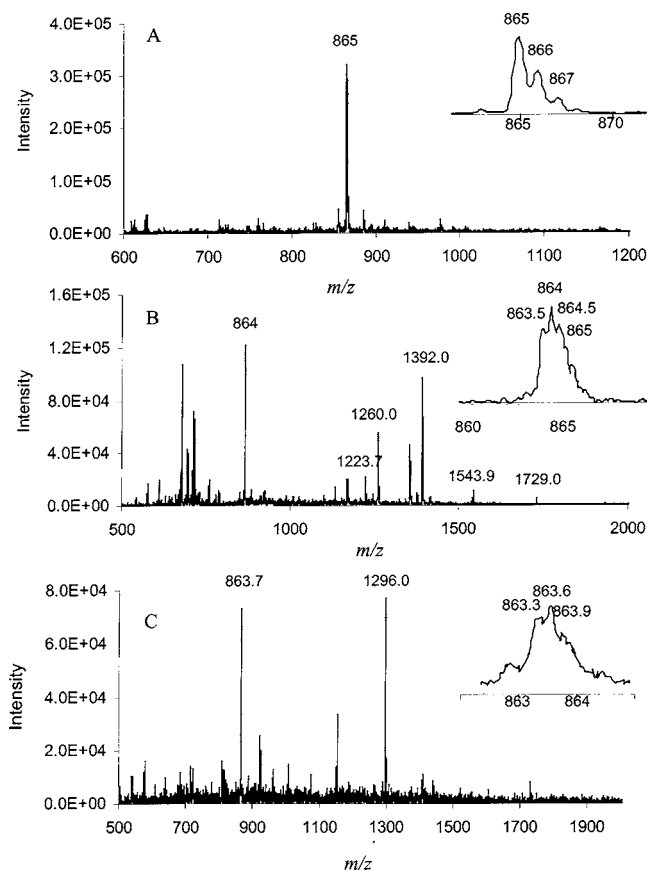 A
865
865
866
867
865
870
Intensity
4.0E+05
3.0E+05
2.0E+05
1.0E+05
0.0E+00
600
700
800
900
1000
1100
1200
m/z
B
864
1223.7
1260.0
1392.0
1543.9
1729.0
864
863.5
864.5
865
860
865
Intensity
1.6E+05
1.2E+05
8.0E+04
4.0E+04
0.0E+00
500
1000
1500
2000
m/z
C
863.7
1296.0
863.6
863.3
863.9
863
864
Intensity
8.0E+04
6.0E+04
4.0E+04
2.0E+04
0.0E+00
500
700
900
1100
1300
1500
1700
1900
m/z